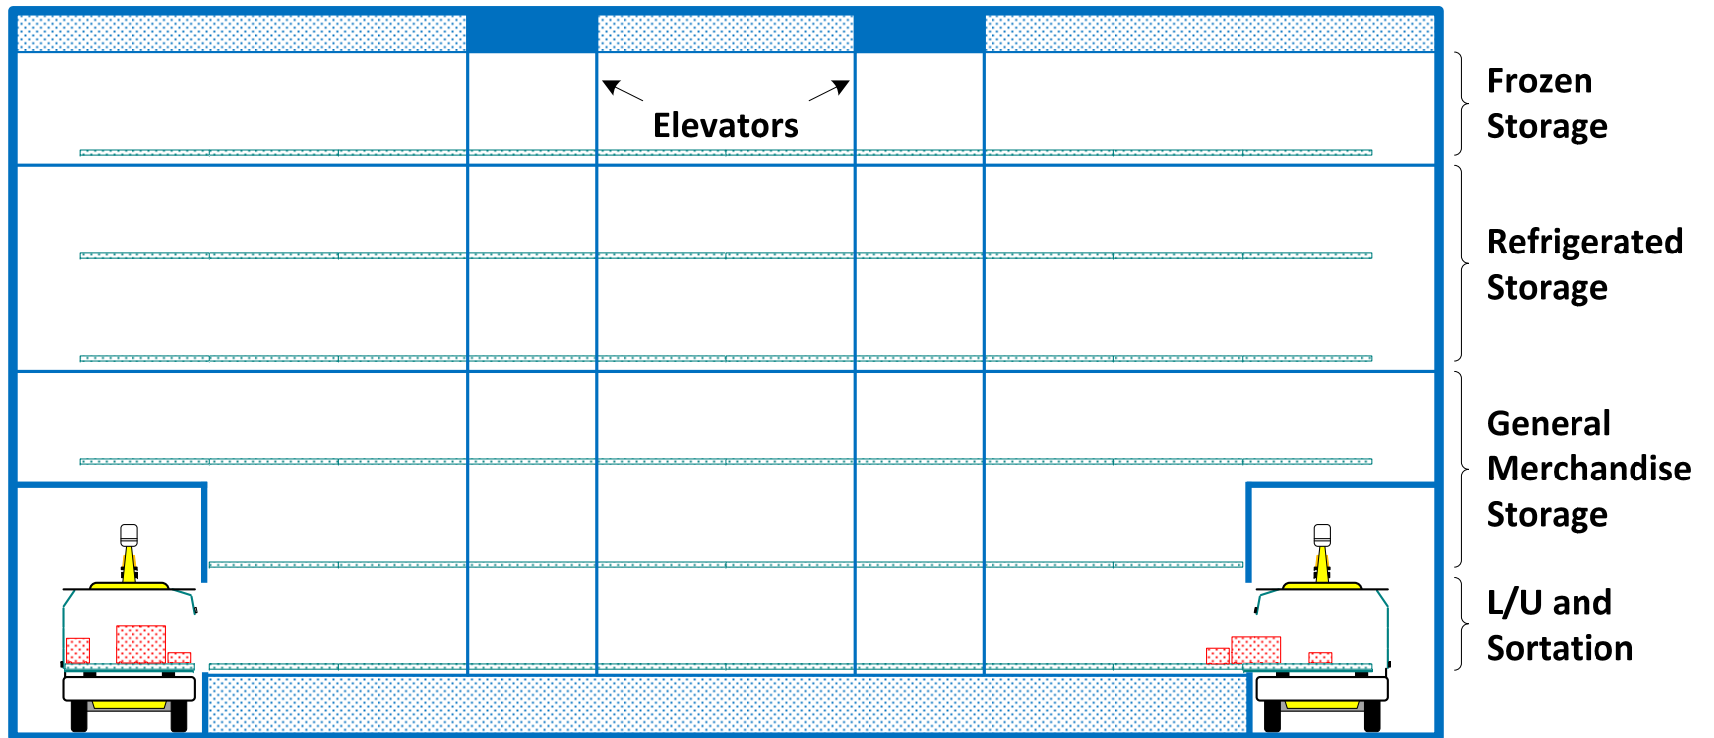 Elevators
Frozen
Storage
Refrigerated
Storage
General
Merchandise
Storage
L/U and
Sortation